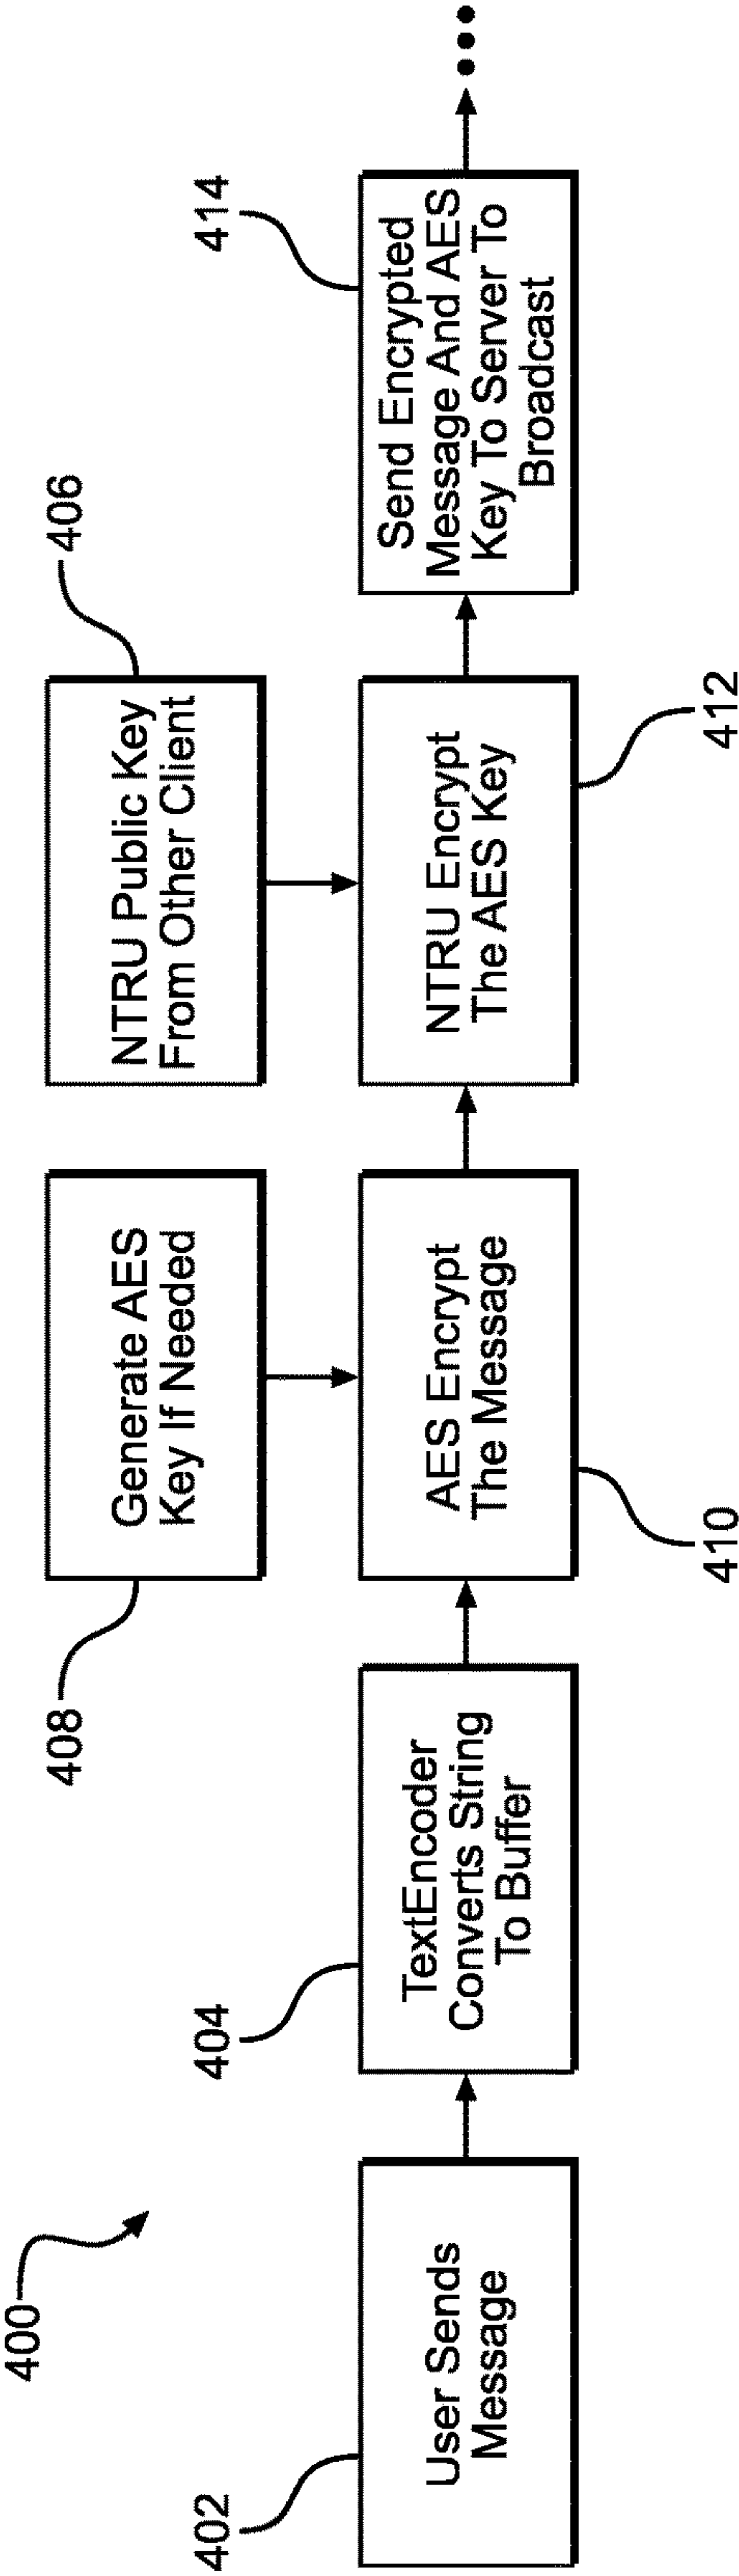 400
402
User Sends
Message
404
TextEncoder
Converts String
To Buffer
408
Generate AES
Key If Needed
AES Encrypt
The Message
410
406
NTRU Public Key
From Other Client
NTRU Encrypt
The AES Key
412
414
Send Encrypted
Message And AES
Key To Server To
Broadcast